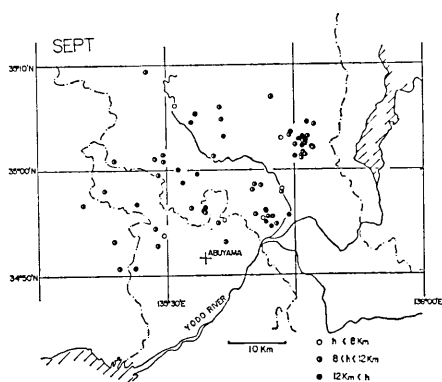 SEPT
35°10'N
35°00'N
ABUYAMA
34°50'N
135°30'E
136°00'E
YODO RIVER
10 Km
h < 8 Km
8 < h < 12 Km
12 Km < h